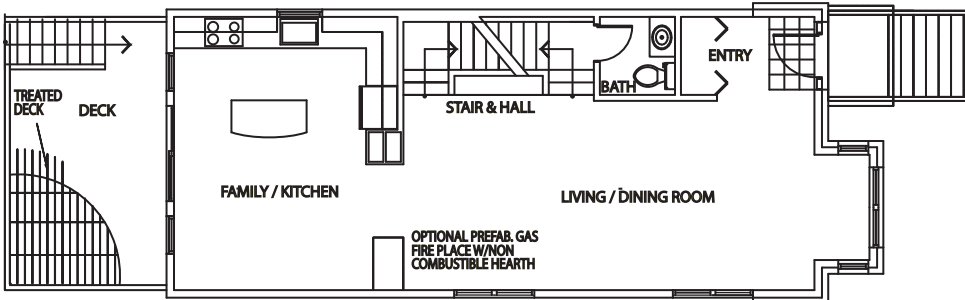 TREATED
DECK
DECK
FAMILY / KITCHEN
STAIR & HALL
BATH
ENTRY
LIVING / DINING ROOM
OPTIONAL PREFAB. GAS
FIRE PLACE W/NON
COMBUSTIBLE HEARTH